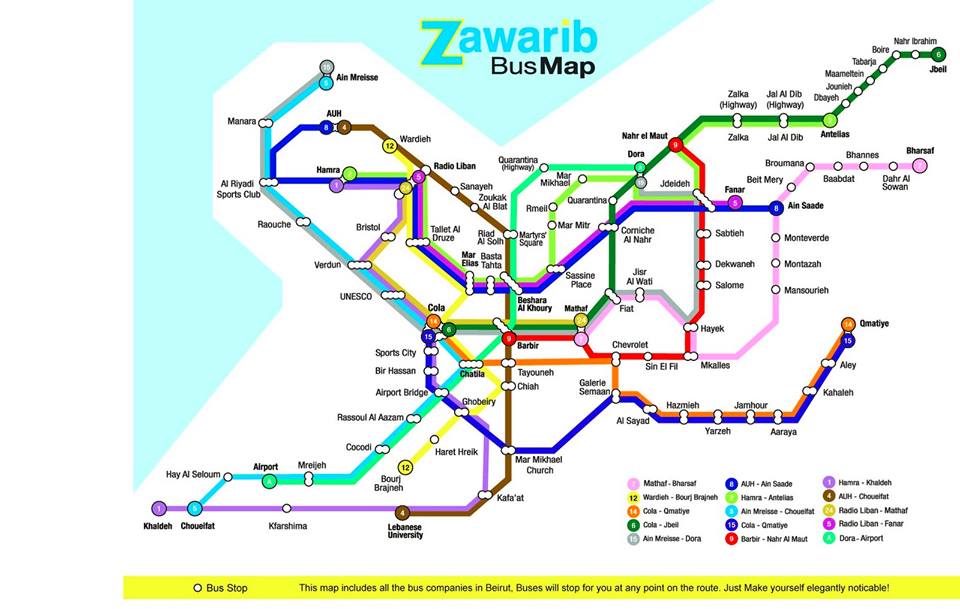 Zawarib
Bus Map
15
5
Ain Mreisse
Manara
AUH
8
4
12
Wardieh
Hamra
2
1
5
24
Radio Liban
Al Riyadi
Sports Club
Raouche
Bristol
Verdun
UNESCO
Sanayeh
Zoukak
Al Blat
Tallet Al
Druze
Riad
Al Solh
Martyrs'
Square
Mar
Elias
Basta
Tahta
Beshara
Al Khoury
Sassine
Place
Quarantina
(Highway)
Mar
Mikhael
Rmeil
Mar Mitr
Quarantina
Corniche
Al Nahr
Dora
15
Nahr el Maut
9
Jdeideh
Zalka
(Highway)
Zalka
Jal Al Dib
(Highway)
Jal Al Dib
2
Antelias
Dbayeh
Jounieh
Maameltein
Tabarja
Boire
Nahr Ibrahim
6
Jbeil
Broumana
Beit Mery
Baabdat
Bhannes
Dahr Al
Sowan
Bharsaf
7
Fanar
5
8
Ain Saade
Monteverde
Montazah
Mansourieh
Sabtieh
Dekwaneh
Salome
Hayek
Mkalles
Jisr
Al Wati
Fiat
Mathaf
24
7
Chevrolet
Sin El Fil
Cola
14
6
15
9
Barbir
Sports City
Bir Hassan
Chatila
Tayouneh
Chiah
Airport Bridge
Ghobeiry
Rassoul Al Aazam
Cocodi
Haret Hreik
12
Bourj
Brajneh
Galerie
Semaan
Al Sayad
Hazmieh
Yarzeh
Jamhour
Aaraya
Kahaleh
Aley
14
15
Qmatiye
Mar Mikhael
Church
Kafa'at
Hay Al Seloum
Airport
A
Mreijeh
1
Khaldeh
5
Choueifat
Kfarshima
4
Lebanese
University
7 Mathaf - Bharsaf
12 Wardieh - Bourj Brajneh
14 Cola - Qmatiye
6 Cola - Jbeil
15 Ain Mreisse - Dora
8 AUH - Ain Saade
2 Hamra - Antelias
5 Ain Mreisse - Choueifat
15 Cola - Qmatiye
9 Barbir - Nahr Al Maut
1 Hamra - Khaldeh
4 AUH - Choueifat
24 Radio Liban - Mathaf
5 Radio Liban - Fanar
A Dora - Airport
Bus Stop
This map includes all the bus companies in Beirut, Buses will stop for you at any point on the route. Just Make yourself elegantly noticable!